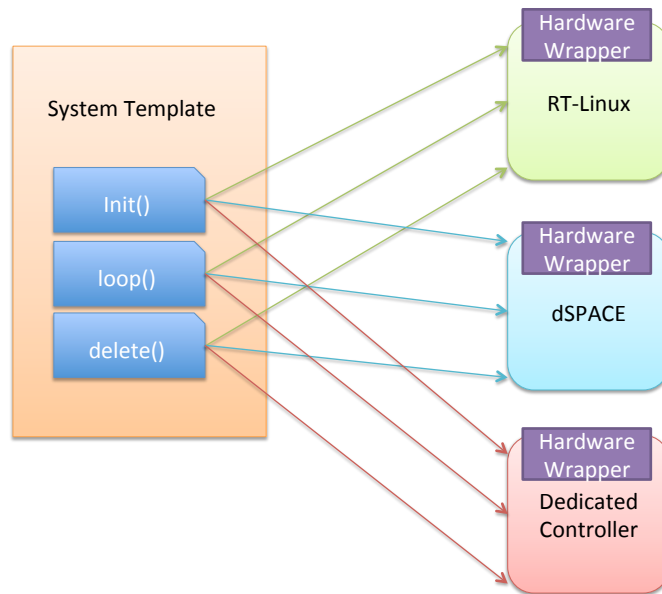 System Template
Init()
loop()
delete()
Hardware
Wrapper
RT-Linux
Hardware
Wrapper
dSPACE
Hardware
Wrapper
Dedicated
Controller